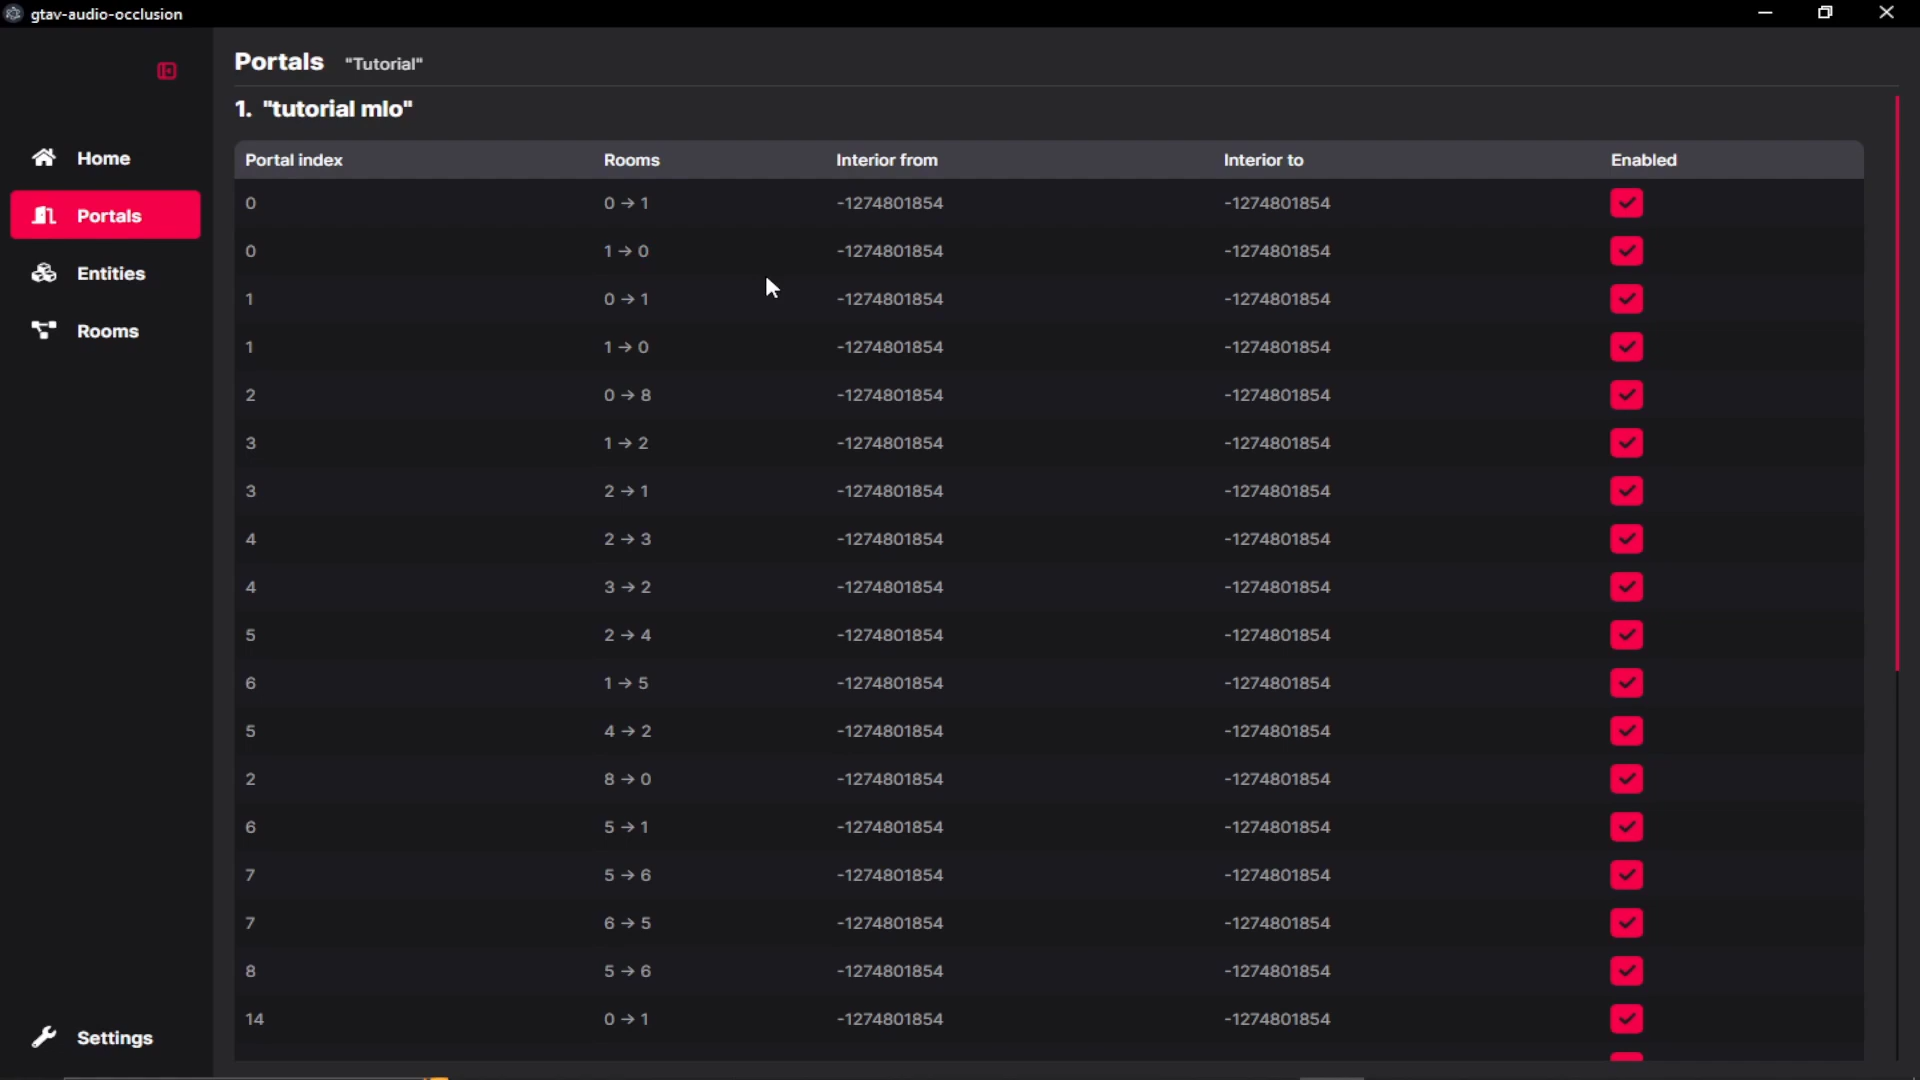 gtav-audio-occlusion
Portals "Tutorial"
1. "tutorial mlo"
Home
Portals
Entities
Rooms
Settings
Portal index Rooms Interior from Interior to Enabled
0 0 → 1 -1274801854 -1274801854
0 1 → 0 -1274801854 -1274801854
1 0 → 1 -1274801854 -1274801854
1 1 → 0 -1274801854 -1274801854
2 0 → 8 -1274801854 -1274801854
3 1 → 2 -1274801854 -1274801854
3 2 → 1 -1274801854 -1274801854
4 2 → 3 -1274801854 -1274801854
4 3 → 2 -1274801854 -1274801854
5 2 → 4 -1274801854 -1274801854
6 1 → 5 -1274801854 -1274801854
5 4 → 2 -1274801854 -1274801854
2 8 → 0 -1274801854 -1274801854
6 5 → 1 -1274801854 -1274801854
7 5 → 6 -1274801854 -1274801854
7 6 → 5 -1274801854 -1274801854
8 5 → 6 -1274801854 -1274801854
14 0 → 1 -1274801854 -1274801854